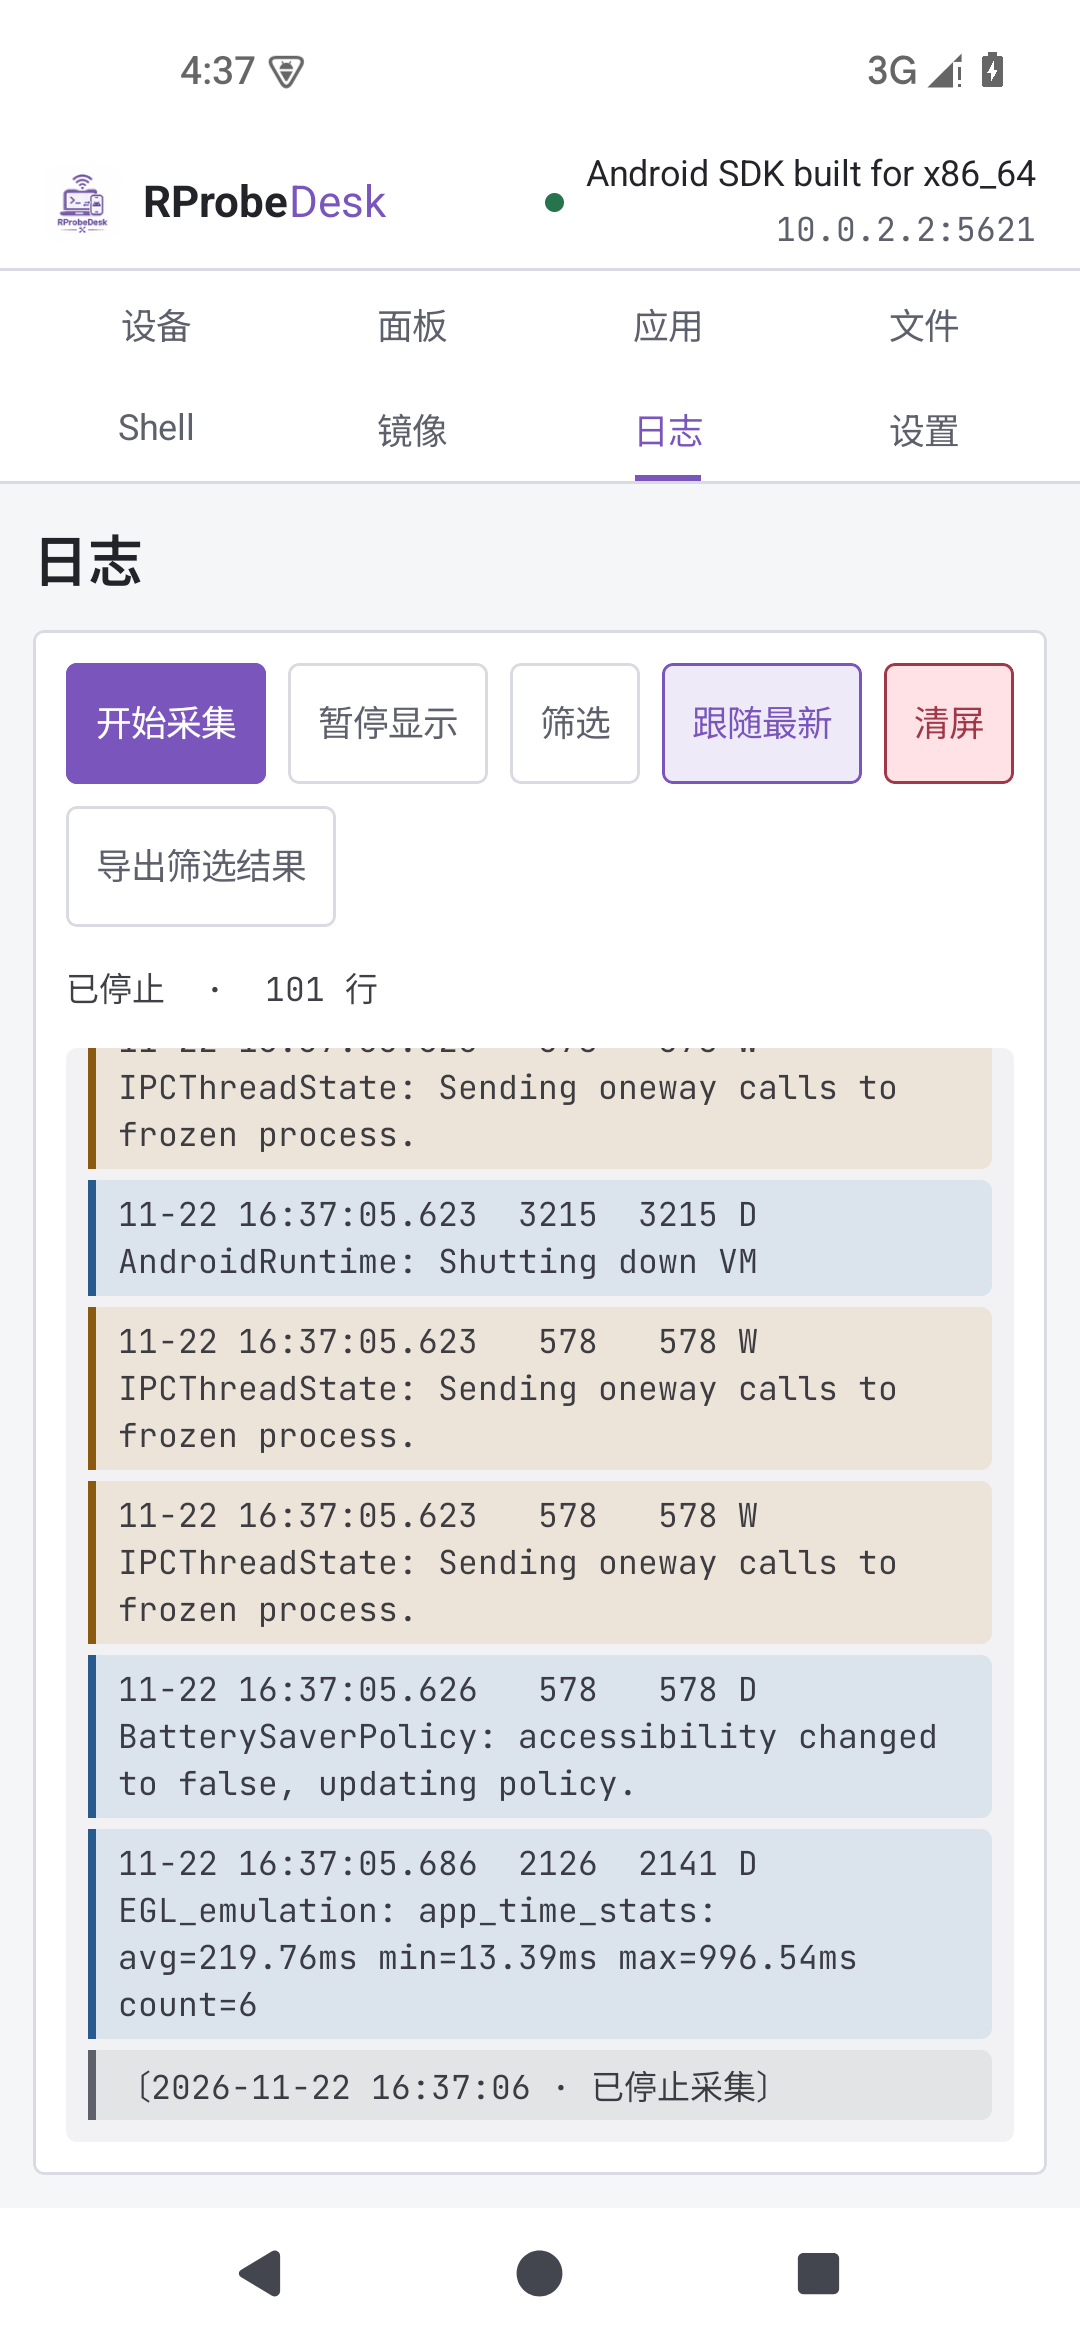 4:37
3G
RProbeDesk
RProbeDesk
Android SDK built for x86_64
10.0.2.2:5621
设备
面板
应用
文件
Shell
镜像
日志
设置
日志
开始采集
暂停显示
筛选
跟随最新
清屏
导出筛选结果
已停止 · 101 行
IPCThreadState: Sending oneway calls to
frozen process.
11-22 16:37:05.623 3215 3215 D
AndroidRuntime: Shutting down VM
11-22 16:37:05.623 578 578 W
IPCThreadState: Sending oneway calls to
frozen process.
11-22 16:37:05.623 578 578 W
IPCThreadState: Sending oneway calls to
frozen process.
11-22 16:37:05.626 578 578 D
BatterySaverPolicy: accessibility changed
to false, updating policy.
11-22 16:37:05.686 2126 2141 D
EGL_emulation: app_time_stats:
avg=219.76ms min=13.39ms max=996.54ms
count=6
〔2026-11-22 16:37:06 · 已停止采集〕